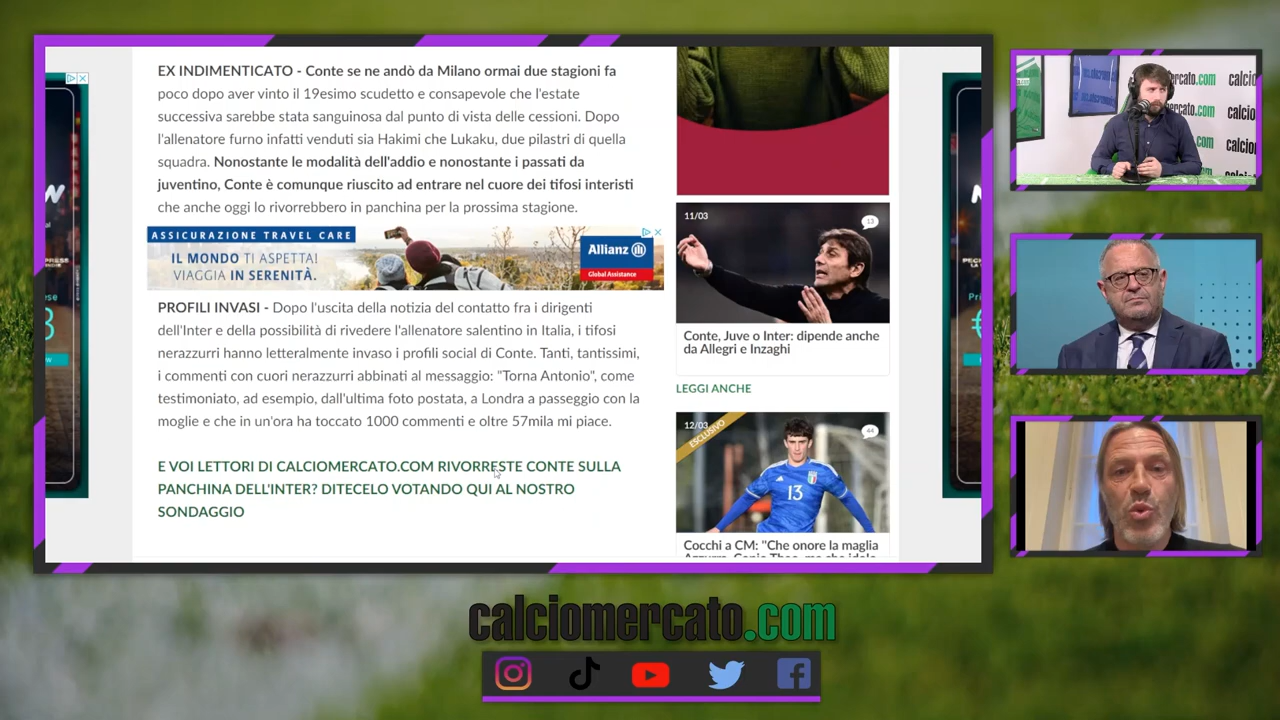 EX INDIMENTICATO - Conte se ne andò da Milano ormai due stagioni fa
poco dopo aver vinto il 19esimo scudetto e consapevole che l'estate
successiva sarebbe stata sanguinosa dal punto di vista delle cessioni. Dopo
l'allenatore furno infatti venduti sia Hakimi che Lukaku, due pilastri di quella
squadra. Nonostante le modalità dell'addio e nonostante i passati da
juventino, Conte è comunque riuscito ad entrare nel cuore dei tifosi interisti
che anche oggi lo rivorrebbero in panchina per la prossima stagione.
ASSICURAZIONE TRAVEL CARE
IL MONDO TI ASPETTA!
VIAGGIA IN SERENITÀ.
Allianz
Global Assistance
PROFILI INVASI - Dopo l'uscita della notizia del contatto fra i dirigenti
dell'Inter e della possibilità di rivedere l'allenatore salentino in Italia, i tifosi
nerazzurri hanno letteralmente invaso i profili social di Conte. Tanti, tantissimi,
i commenti con cuori nerazzurri abbinati al messaggio: "Torna Antonio", come
testimoniato, ad esempio, dall'ultima foto postata, a Londra a passeggio con la
moglie e che in un'ora ha toccato 1000 commenti e oltre 57mila mi piace.
E VOI LETTORI DI CALCIOMERCATO.COM RIVORRESTE CONTE SULLA
PANCHINA DELL'INTER? DITECELO VOTANDO QUI AL NOSTRO
SONDAGGIO
11/03
13
Conte, Juve o Inter: dipende anche
da Allegri e Inzaghi
LEGGI ANCHE
12/03
ESCLUSIVO
44
13
Cocchi a CM: "Che onore la maglia
calciomercato.com